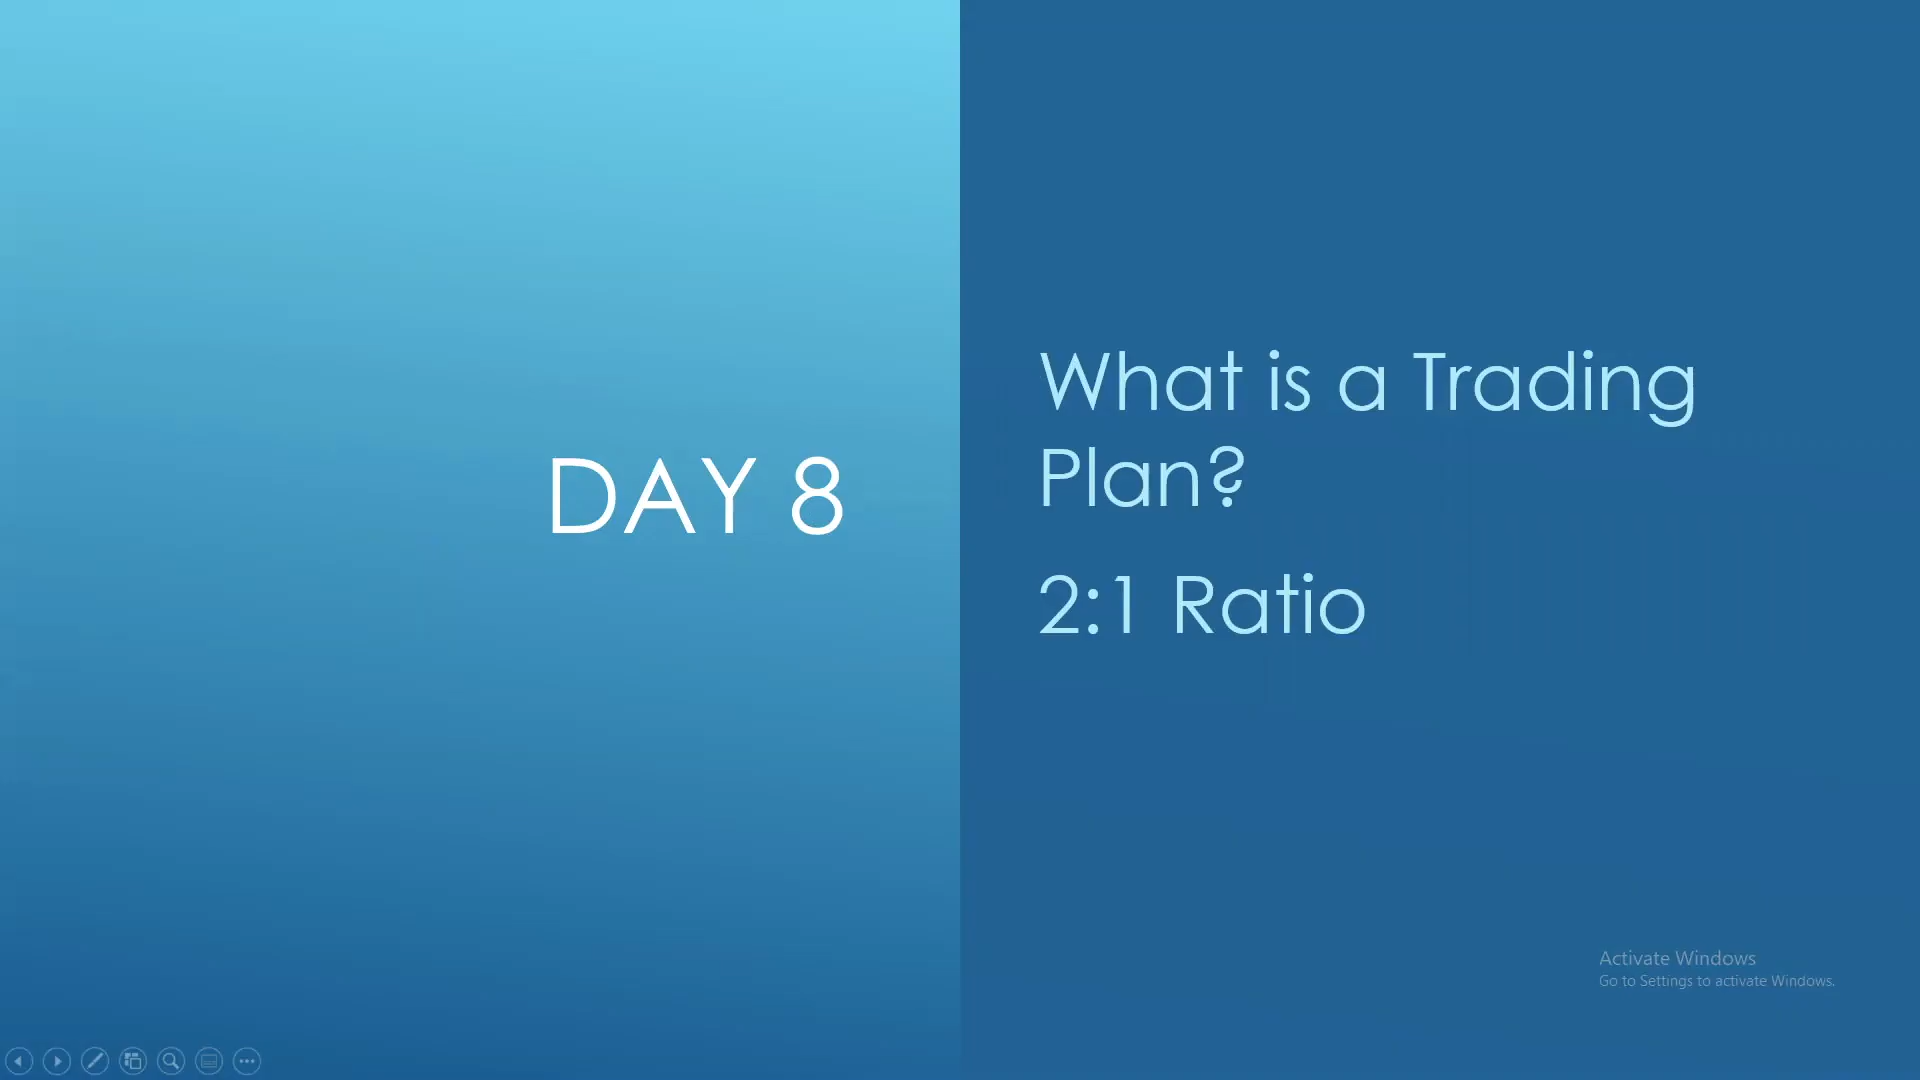 DAY 8
What is a Trading
Plan?
2:1 Ratio
Activate Windows
Go to Settings to activate Windows.